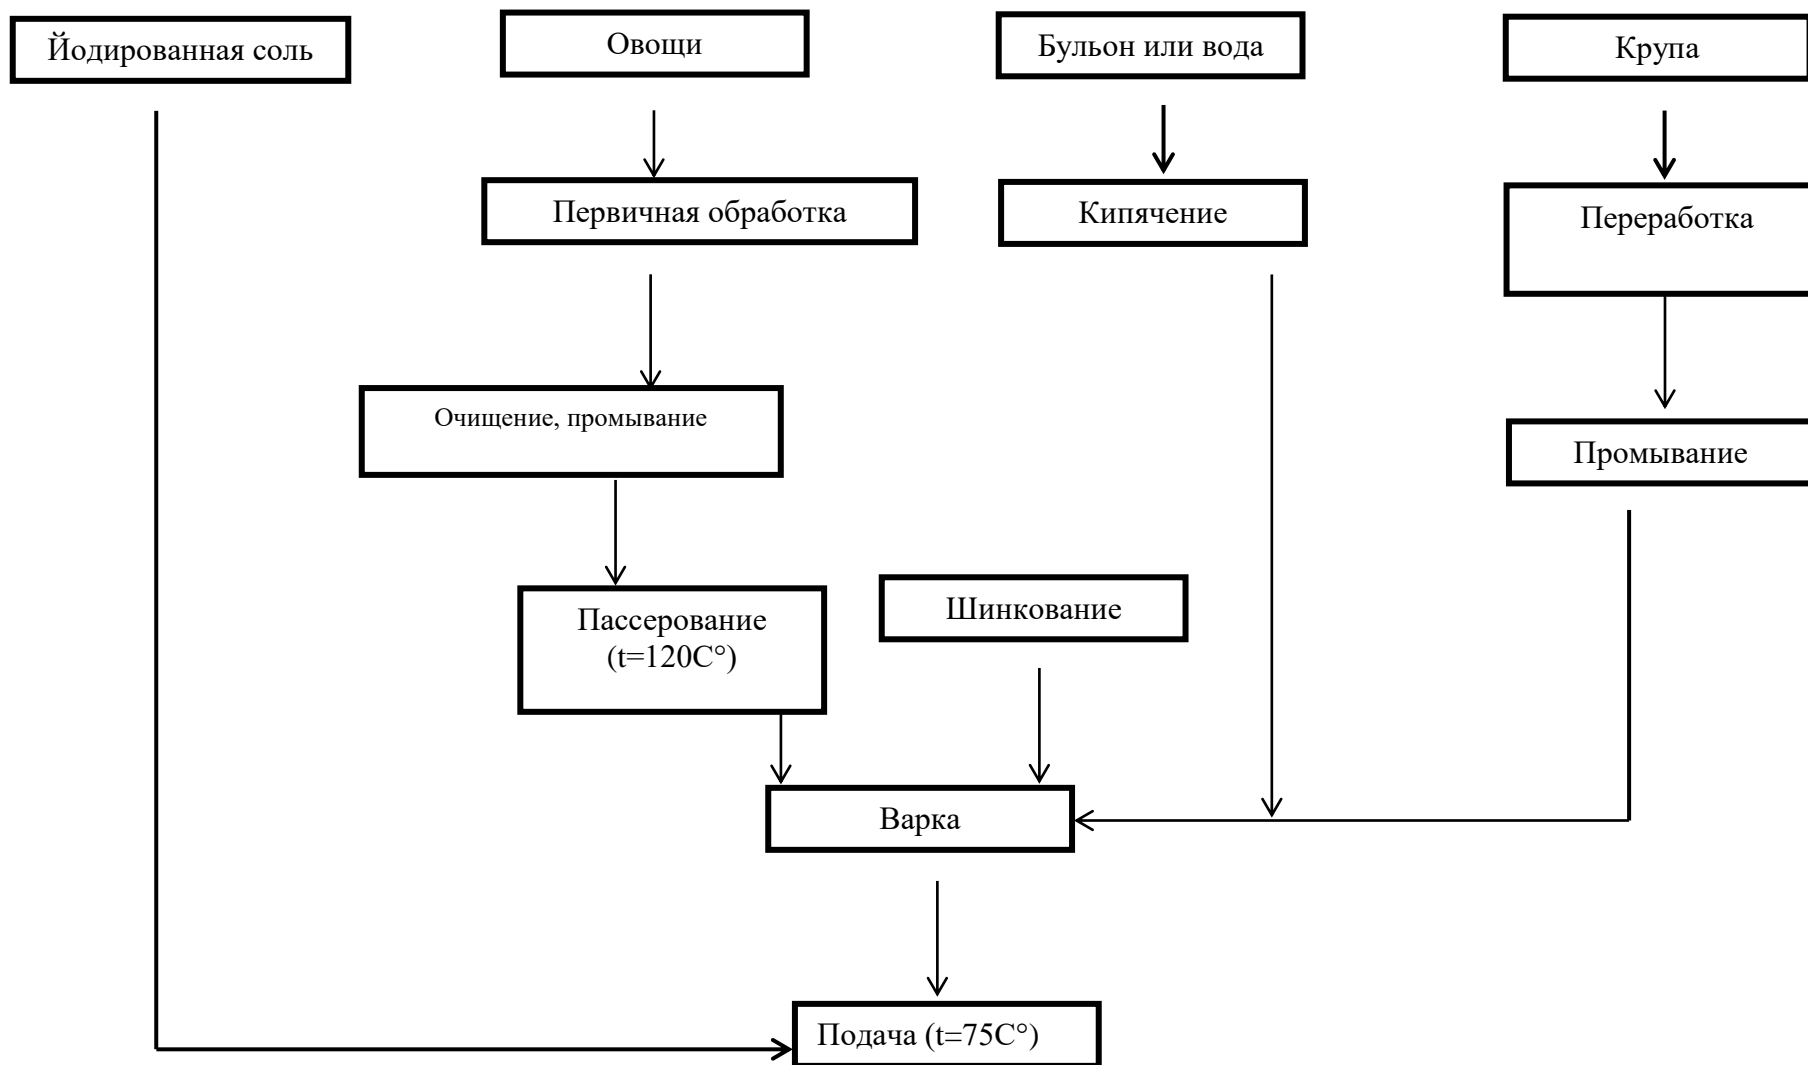 Йодированная соль
Овощи
Бульон или вода
Крупа
Первичная обработка
Кипячение
Переработка
Очищение, промывание
Промывание
Пассерование
(t=120C°)
Шинкование
Варка
Подача (t=75C°)